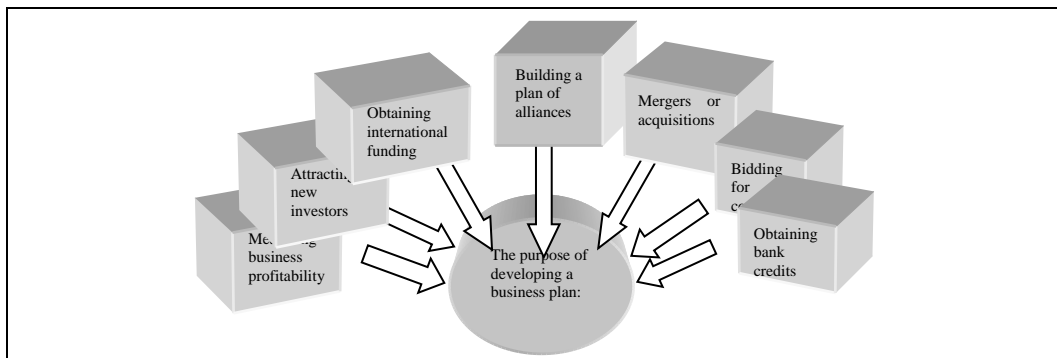 Building a
plan of
alliances
Obtaining
international
funding
Mergers or
acquisitions
Attracting
new
investors
Bidding
for
business
profitability
Obtaining
bank
credits
The purpose of
developing a
business plan: